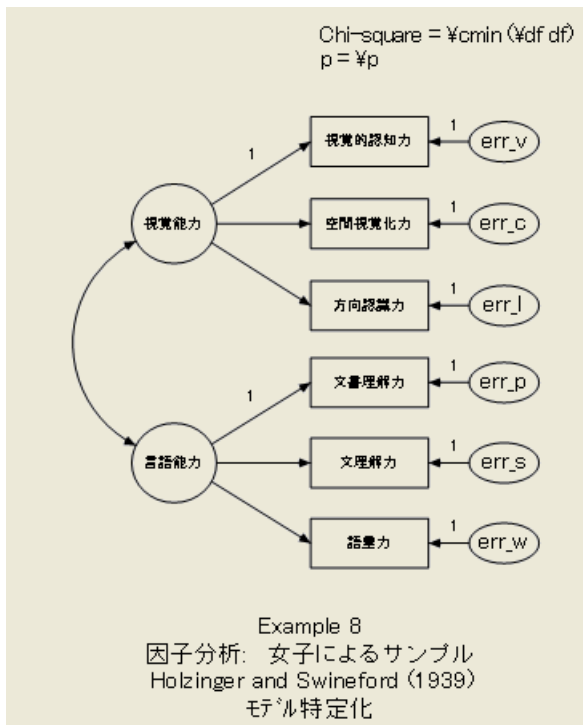 Chi-square = ¥cmin (¥df df)
p = ¥p
1
視覚的認知力
1
err_v
視覚能力
空間視覚化力
1
err_c
方向認識力
1
err_l
1
文書理解力
1
err_p
言語能力
文理解力
1
err_s
語彙力
1
err_w
Example 8
因子分析: 女子によるサンプル
Holzinger and Swineford (1939)
モデル特定化